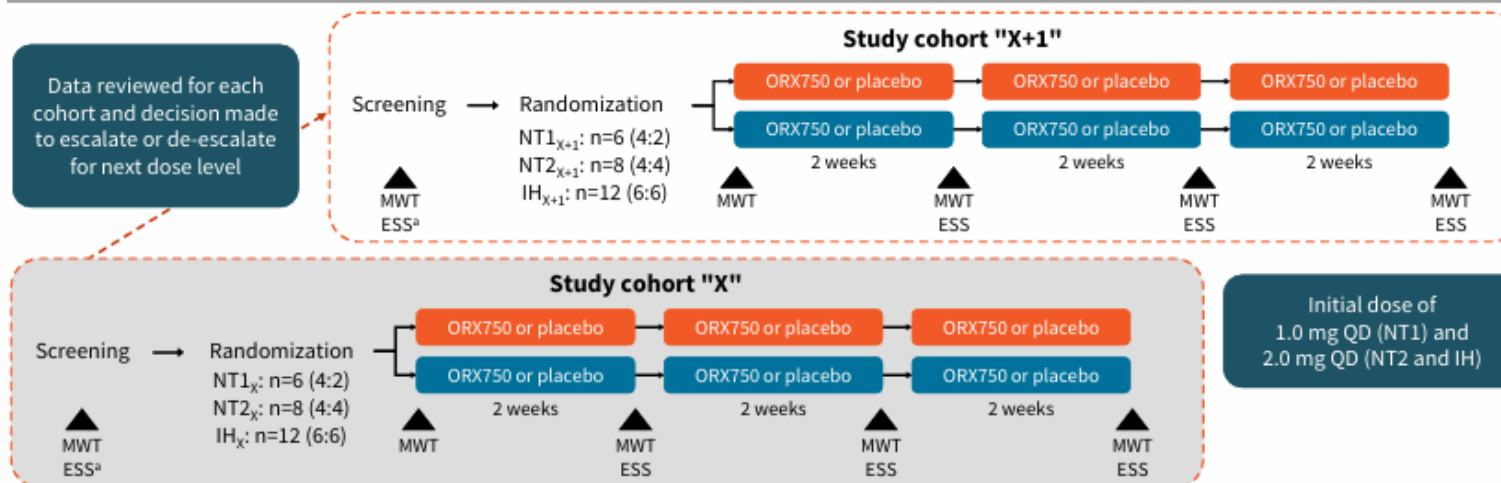 Study cohort "X+1"
Data reviewed for each
cohort and decision made
to escalate or de-escalate
for next dose level
Screening
Randomization
NT1X+1: n=6 (4:2)
NT2X+1: n=8 (4:4)
IHX+1: n=12 (6:6)
ORX750 or placebo
ORX750 or placebo
ORX750 or placebo
ORX750 or placebo
ORX750 or placebo
ORX750 or placebo
2 weeks
2 weeks
2 weeks
MWT
ESSa
MWT
MWT
ESS
MWT
ESS
MWT
ESS
Study cohort "X"
Screening
Randomization
NT1X: n=6 (4:2)
NT2X: n=8 (4:4)
IHX: n=12 (6:6)
ORX750 or placebo
ORX750 or placebo
ORX750 or placebo
ORX750 or placebo
ORX750 or placebo
ORX750 or placebo
2 weeks
2 weeks
2 weeks
MWT
ESSa
MWT
MWT
ESS
MWT
ESS
MWT
ESS
Initial dose of
1.0 mg QD (NT1) and
2.0 mg QD (NT2 and IH)